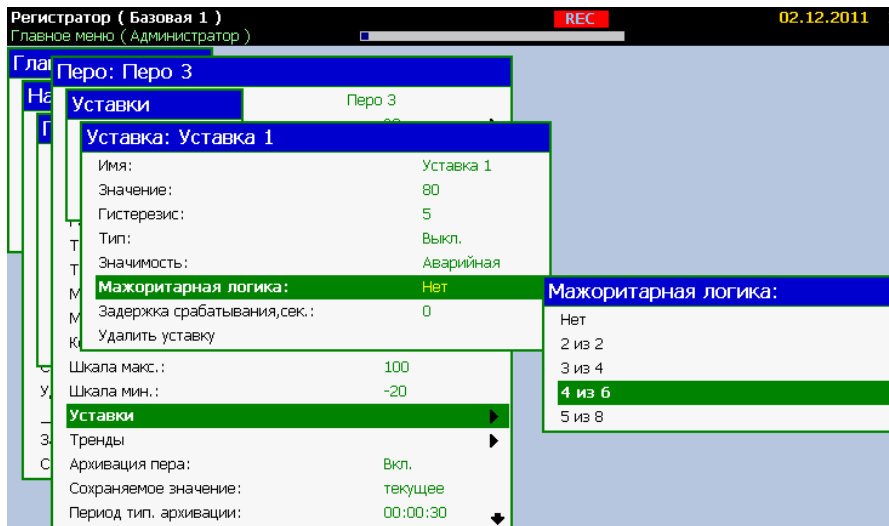 Регистратор ( Базовая 1 )
REC
02.12.2011
Главное меню ( Администратор )
Перо: Перо 3
Перо 3
Уставки
Уставка: Уставка 1
Имя: Уставка 1
Значение: 80
Гистерезис: 5
Тип: Выкл.
Значимость: Аварийная
Мажоритарная логика: Нет
Задержка срабатывания,сек.: 0
Удалить уставку
Мажоритарная логика:
Нет
2 из 2
3 из 4
4 из 6
5 из 8
Шкала макс.: 100
Шкала мин.: -20
Уставки
Тренды
Архивация пера: Вкл.
Сохраняемое значение: текущее
Период тип. архивации: 00:00:30